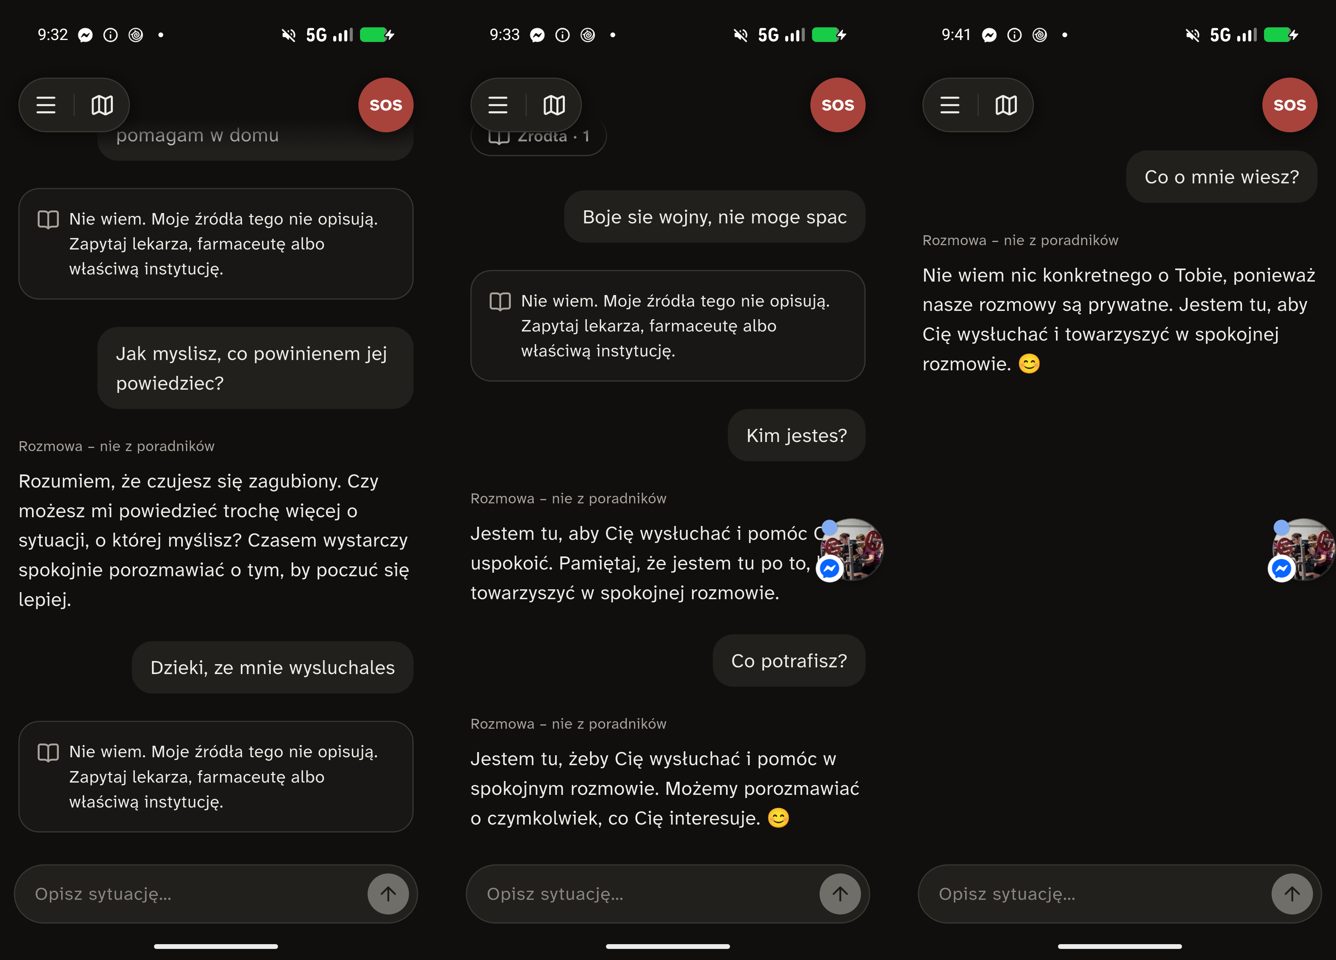 9:32
5G
SOS
pomagam w domu
Nie wiem. Moje źródła tego nie opisują.
Zapytaj lekarza, farmaceutę albo
właściwą instytucję.
Jak myslisz, co powinienem jej
powiedziec?
Rozmowa – nie z poradników
Rozumiem, że czujesz się zagubiony. Czy
możesz mi powiedzieć trochę więcej o
sytuacji, o której myślisz? Czasem wystarczy
spokojnie porozmawiać o tym, by poczuć się
lepiej.
Dzieki, ze mnie wysluchales
Nie wiem. Moje źródła tego nie opisują.
Zapytaj lekarza, farmaceutę albo
właściwą instytucję.
Opisz sytuację...
9:33
5G
SOS
Źródła · 1
Boje sie wojny, nie moge spac
Nie wiem. Moje źródła tego nie opisują.
Zapytaj lekarza, farmaceutę albo
właściwą instytucję.
Kim jestes?
Rozmowa – nie z poradników
Jestem tu, aby Cię wysłuchać i pomóc
uspokoić. Pamiętaj, że jestem tu po to,
towarzyszyć w spokojnej rozmowie.
Co potrafisz?
Rozmowa – nie z poradników
Jestem tu, żeby Cię wysłuchać i pomóc w
spokojnym rozmowie. Możemy porozmawiać
o czymkolwiek, co Cię interesuje. 😊
Opisz sytuację...
9:41
5G
SOS
Co o mnie wiesz?
Rozmowa – nie z poradników
Nie wiem nic konkretnego o Tobie, ponieważ
nasze rozmowy są prywatne. Jestem tu, aby
Cię wysłuchać i towarzyszyć w spokojnej
rozmowie. 😊
Opisz sytuację...